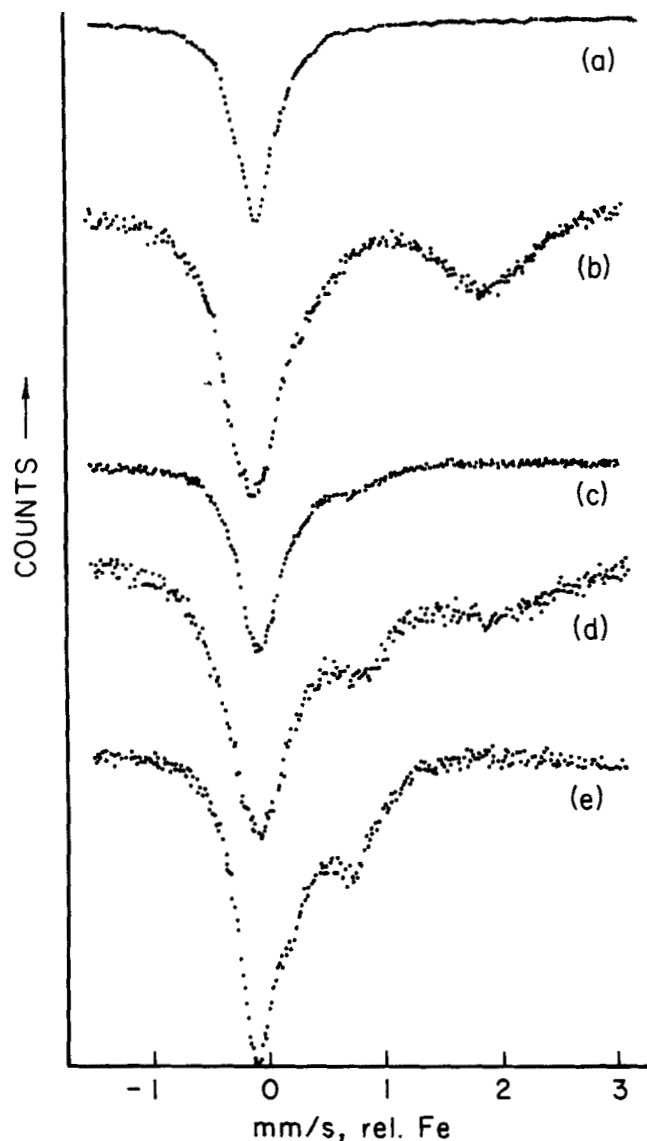 (a)
(b)
(c)
(d)
(e)
COUNTS →
-1 0 1 2 3
mm/s, rel. Fe